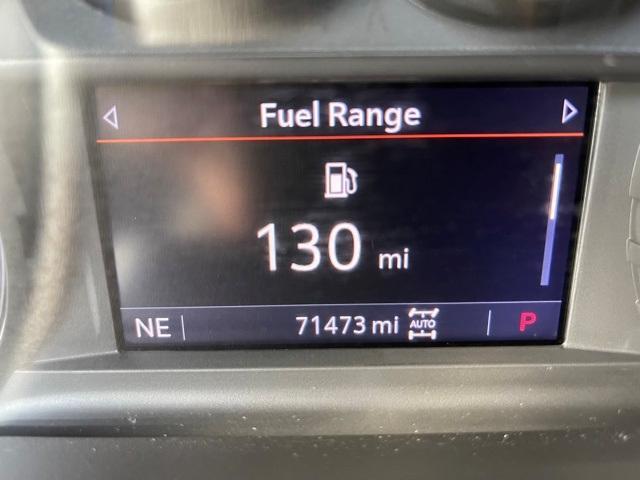 Fuel Range
130 mi
NE 71473 mi AUTO P